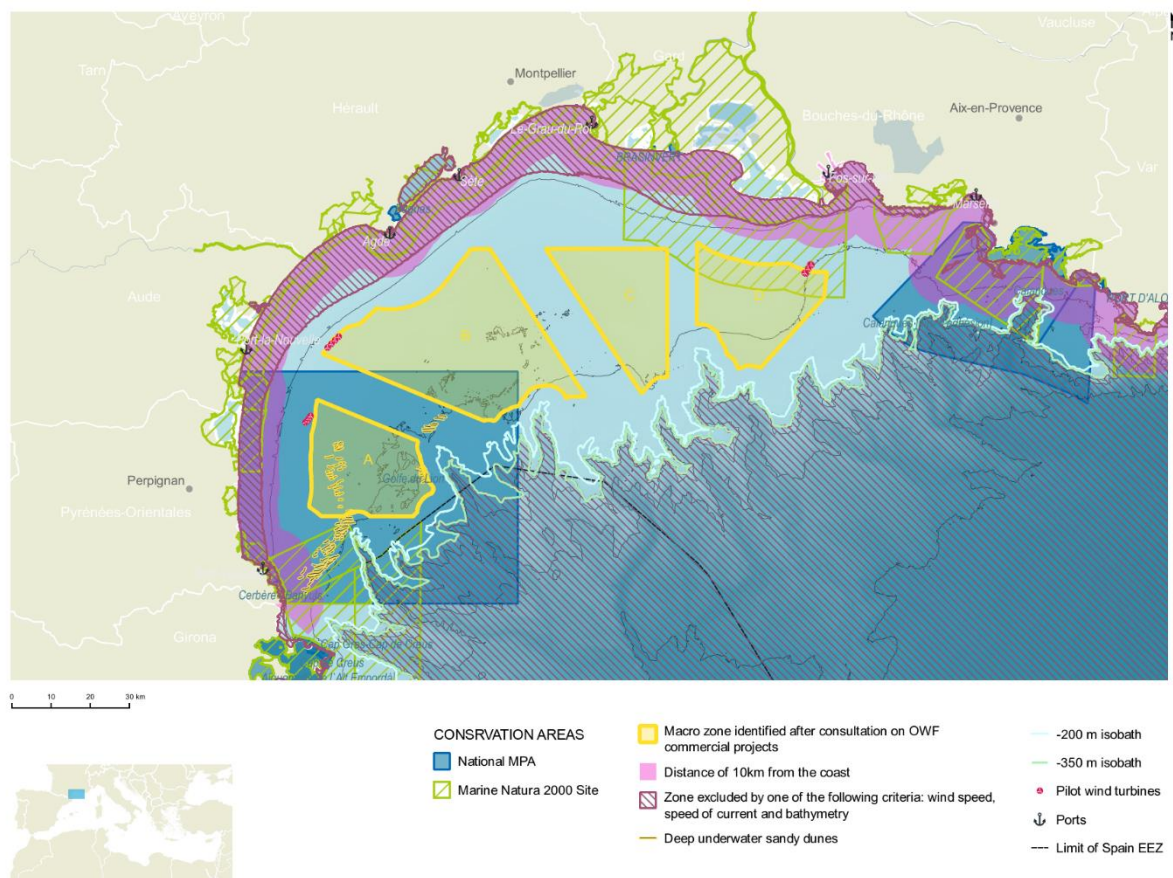 Aveyron
Vaucluse
Gard
Tarn
Montpellier
Hérault
Bouches-du-Rhône
Aix-en-Provence
Le-Grau-du-Roi
Var
Sète
Agde
Aude
B
C
D
Port-la-Nouvelle
A
Golfe du Lion
Perpignan
Pyrénées-Orientales
Girona
0 10 20 30 km
CONSRVATION AREAS
National MPA
Marine Natura 2000 Site
Macro zone identified after consultation on OWF
commercial projects
Distance of 10km from the coast
Zone excluded by one of the following criteria: wind speed,
speed of current and bathymetry
Deep underwater sandy dunes
-200 m isobath
-350 m isobath
Pilot wind turbines
Ports
Limit of Spain EEZ